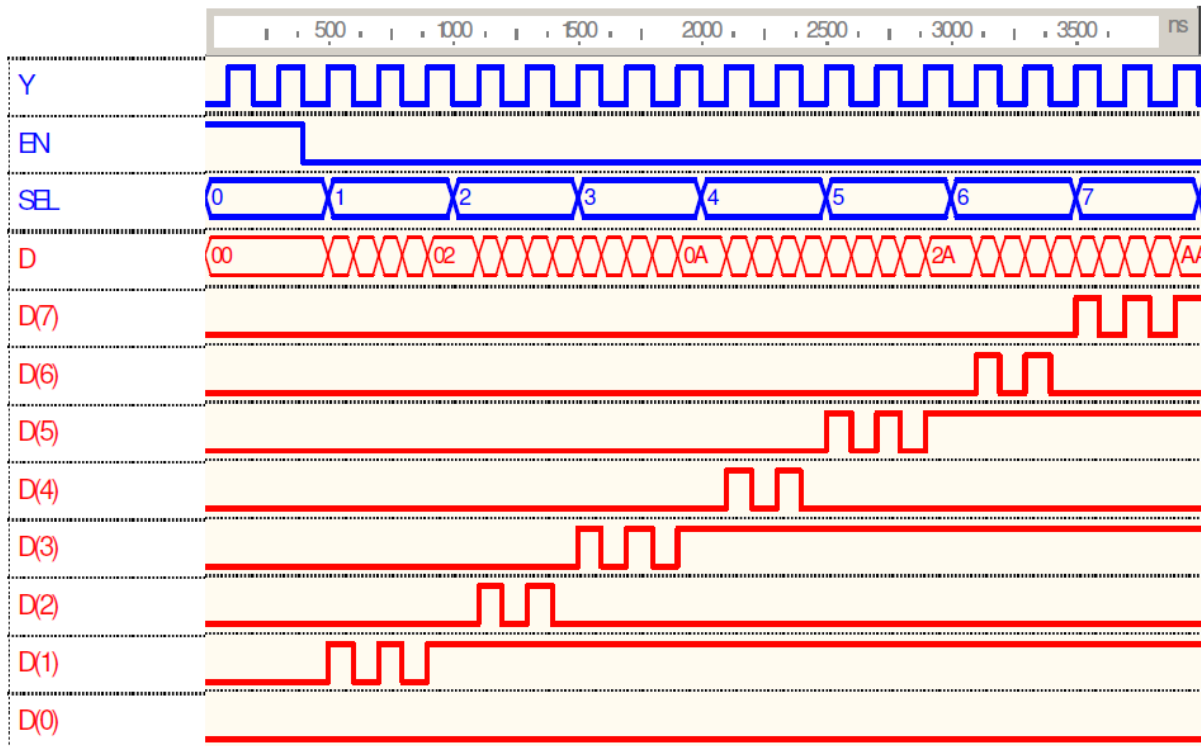 500 1000 1500 2000 2500 3000 3500 ns
Y
EN
SEL 0 1 2 3 4 5 6 7
D 00 02 0A 2A AA
D(7)
D(6)
D(5)
D(4)
D(3)
D(2)
D(1)
D(0)